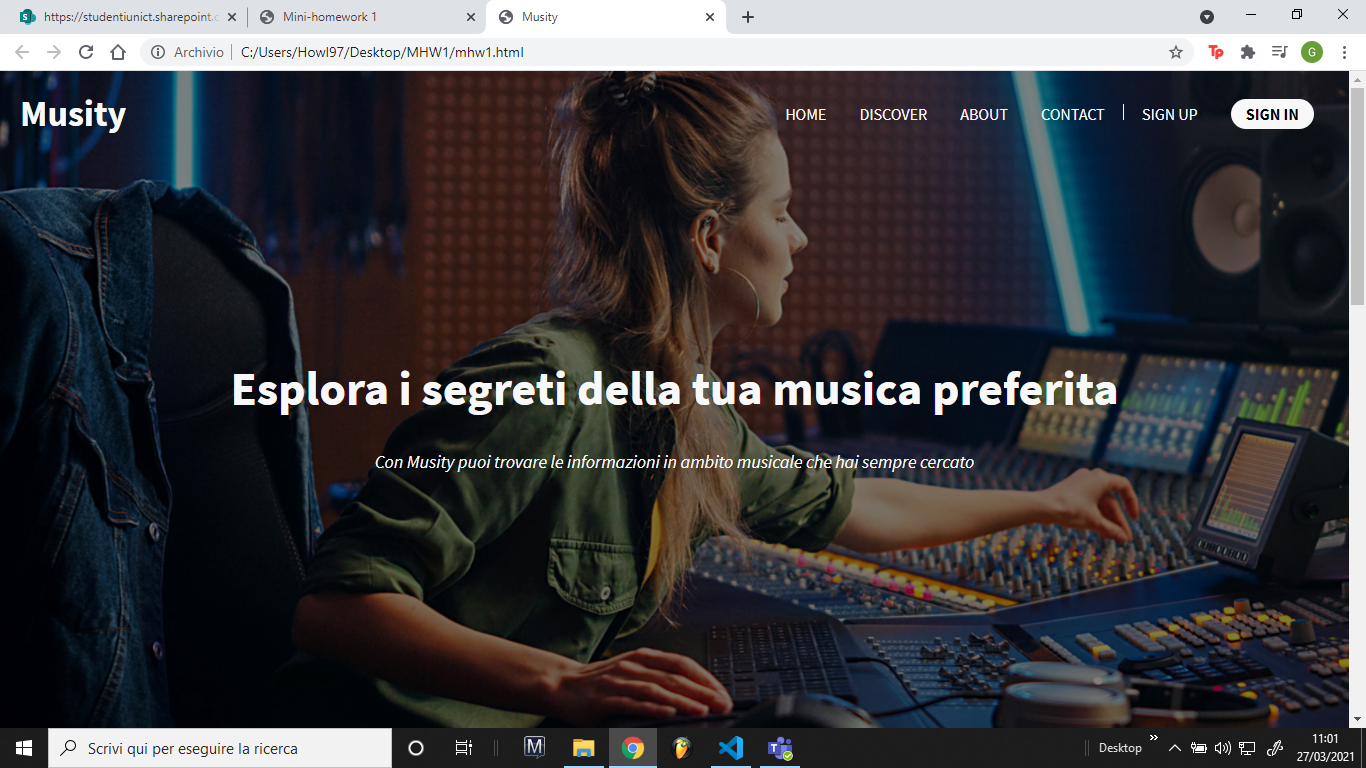 https://studentiunict.sharepoint.c
Mini-homework 1
Musity
Archivio
C:/Users/Howl97/Desktop/MHW1/mhw1.html
G
Musity
HOME
DISCOVER
ABOUT
CONTACT
SIGN UP
SIGN IN
Esplora i segreti della tua musica preferita
Con Musity puoi trovare le informazioni in ambito musicale che hai sempre cercato
Scrivi qui per eseguire la ricerca
Desktop
11:01
27/03/2021